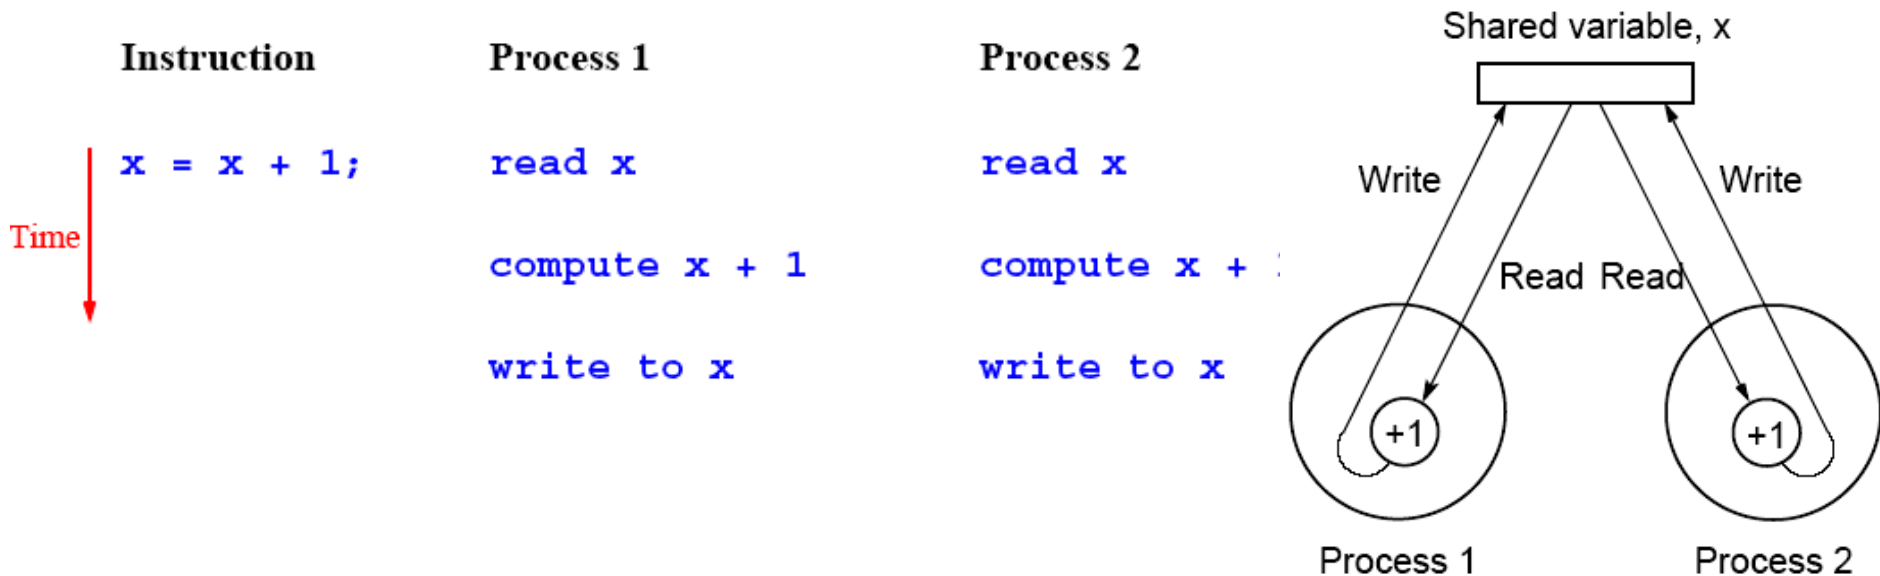 Instruction Process 1 Process 2
x = x + 1; read x read x
Time
compute x + 1 compute x +
write to x write to x
Shared variable, x
Write Write
Read Read
+1 +1
Process 1 Process 2